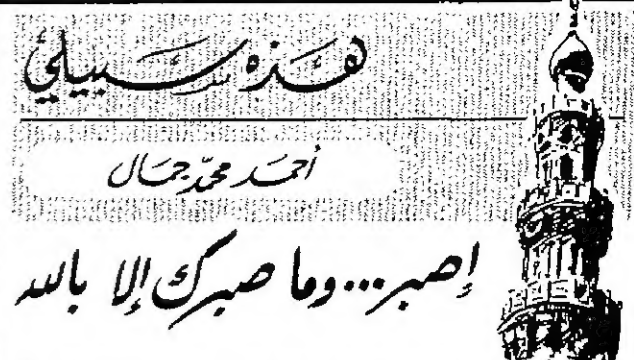 هذه سبيلي
أحمد محمد جمال
إصبر... وما صبرك إلا بالله